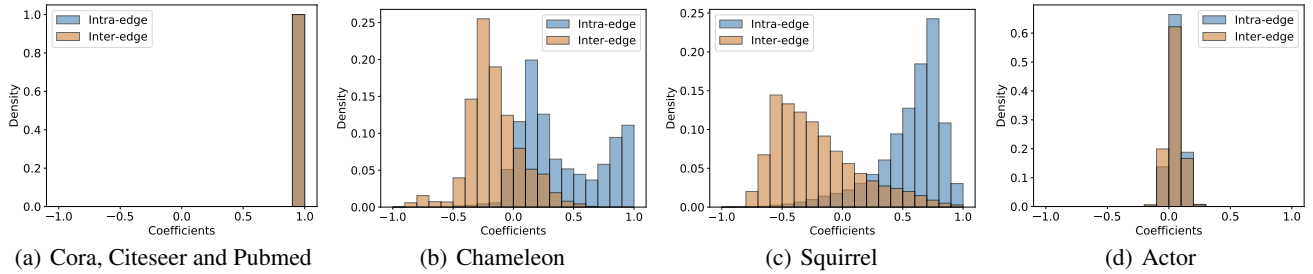 1.0
0.8
0.6
0.4
0.2
0.0
Density
Intra-edge
Inter-edge
−1.0 −0.5 0.0 0.5 1.0
Coefficients
(a) Cora, Citeseer and Pubmed
0.25
0.20
0.15
0.10
0.05
0.00
Density
Intra-edge
Inter-edge
−1.0 −0.5 0.0 0.5 1.0
Coefficients
(b) Chameleon
0.25
0.20
0.15
0.10
0.05
0.00
Density
Intra-edge
Inter-edge
−1.0 −0.5 0.0 0.5 1.0
Coefficients
(c) Squirrel
0.6
0.5
0.4
0.3
0.2
0.1
0.0
Density
Intra-edge
Inter-edge
−1.0 −0.5 0.0 0.5 1.0
Coefficients
(d) Actor